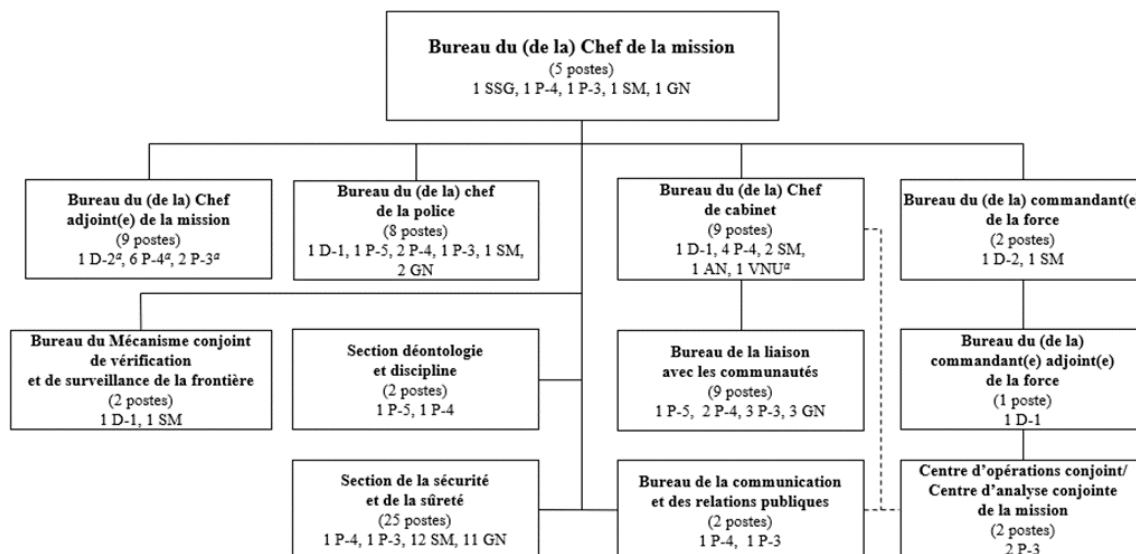 Bureau du (de la) Chef de la mission
(5 postes)
1 SSG, 1 P-4, 1 P-3, 1 SM, 1 GN
Bureau du (de la) Chef
adjoint(e) de la mission
(9 postes)
1 D-2ᵃ, 6 P-4ᵃ, 2 P-3ᵃ
Bureau du (de la) chef
de la police
(8 postes)
1 D-1, 1 P-5, 2 P-4, 1 P-3, 1 SM,
2 GN
Bureau du (de la) Chef
de cabinet
(9 postes)
1 D-1, 4 P-4, 2 SM,
1 AN, 1 VNUᵃ
Bureau du (de la) commandant(e)
de la force
(2 postes)
1 D-2, 1 SM
Bureau du Mécanisme conjoint
de vérification
et de surveillance de la frontière
(2 postes)
1 D-1, 1 SM
Section déontologie
et discipline
(2 postes)
1 P-5, 1 P-4
Bureau de la liaison
avec les communautés
(9 postes)
1 P-5, 2 P-4, 3 P-3, 3 GN
Bureau du (de la)
commandant(e) adjoint(e)
de la force
(1 poste)
1 D-1
Section de la sécurité
et de la sûreté
(25 postes)
1 P-4, 1 P-3, 12 SM, 11 GN
Bureau de la communication
et des relations publiques
(2 postes)
1 P-4, 1 P-3
Centre d'opérations conjoint/
Centre d'analyse conjointe
de la mission
(2 postes)
2 P-3